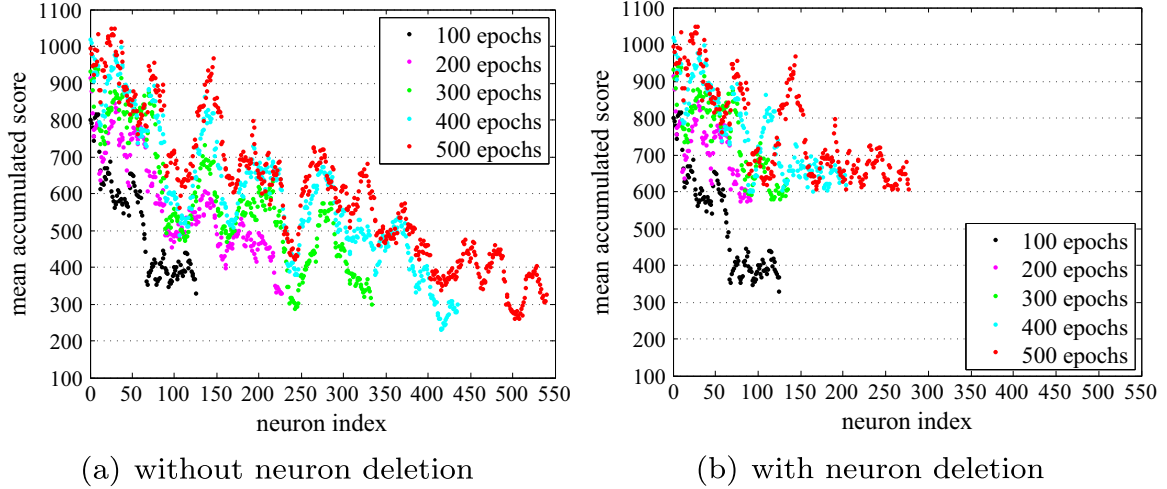 1100
1000
900
800
700
600
500
400
300
200
100
mean accumulated score
0 50 100 150 200 250 300 350 400 450 500 550
neuron index
100 epochs
200 epochs
300 epochs
400 epochs
500 epochs
(a) without neuron deletion
1100
1000
900
800
700
600
500
400
300
200
100
mean accumulated score
0 50 100 150 200 250 300 350 400 450 500 550
neuron index
100 epochs
200 epochs
300 epochs
400 epochs
500 epochs
(b) with neuron deletion